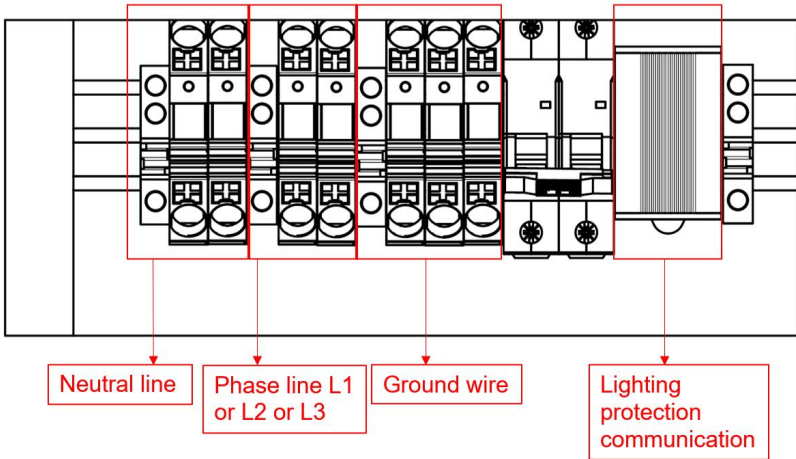 Neutral line
Phase line L1
or L2 or L3
Ground wire
Lighting
protection
communication